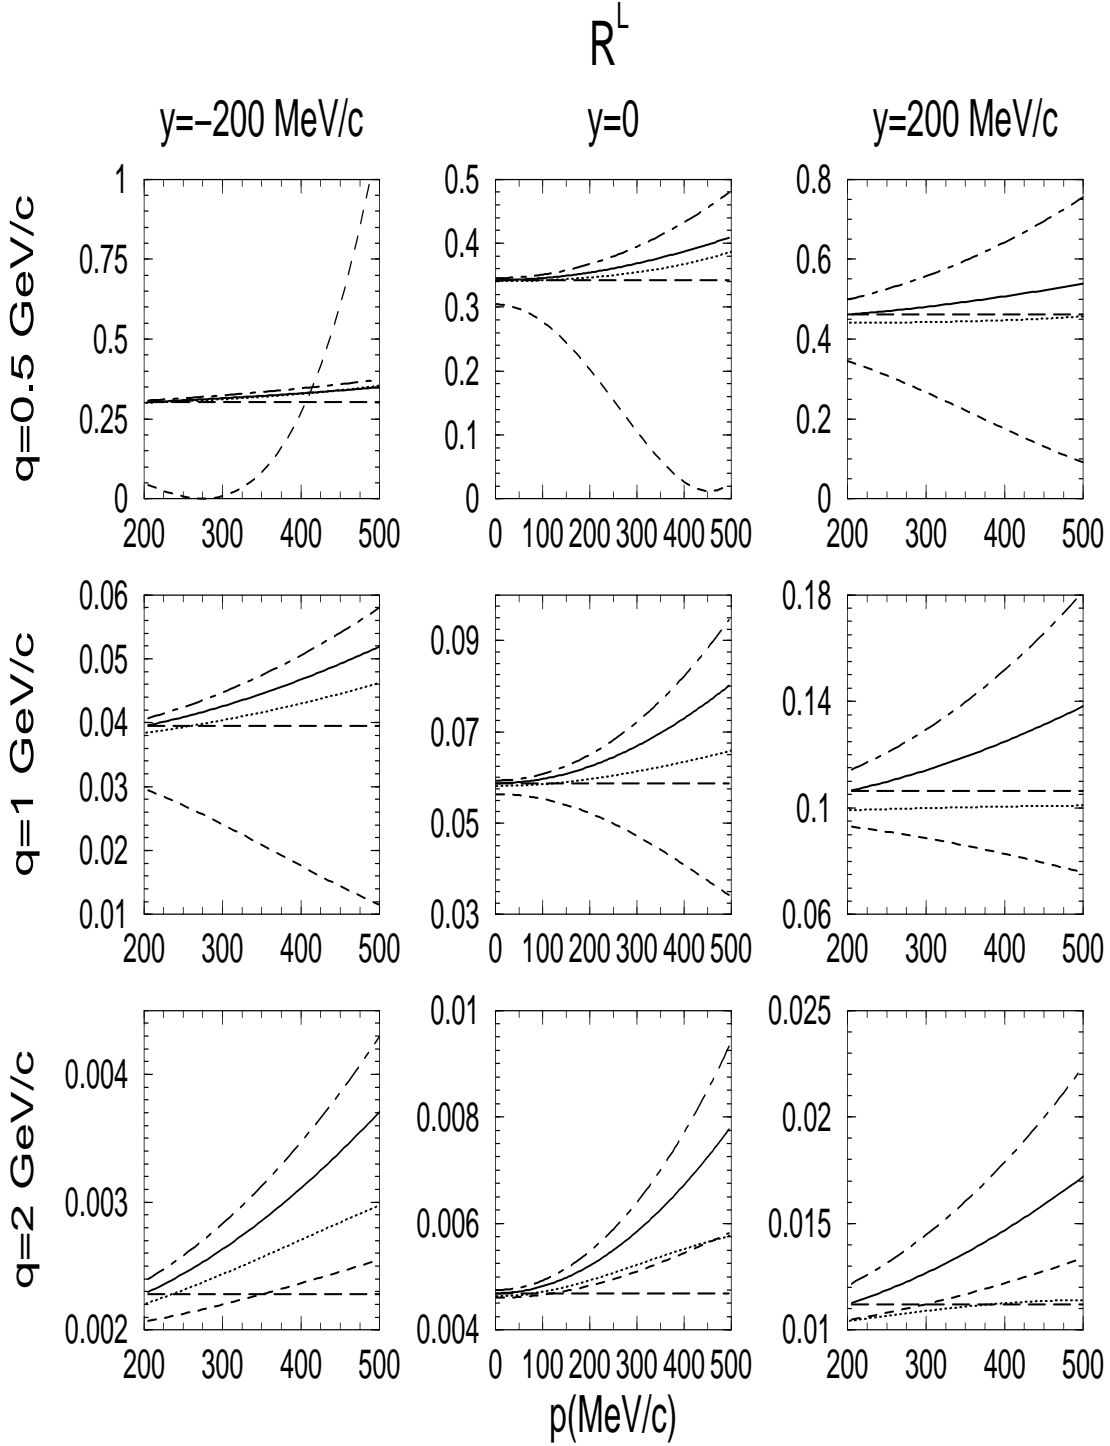 R^L
y=−200 MeV/c
y=0
y=200 MeV/c
q=0.5 GeV/c
1
0.75
0.5
0.25
0
200 300 400 500
0.5
0.4
0.3
0.2
0.1
0
0 100 200 300 400 500
0.8
0.6
0.4
0.2
0
200 300 400 500
q=1 GeV/c
0.06
0.05
0.04
0.03
0.02
0.01
200 300 400 500
0.09
0.07
0.05
0.03
0 100 200 300 400 500
0.18
0.14
0.1
0.06
200 300 400 500
q=2 GeV/c
0.004
0.003
0.002
200 300 400 500
0.01
0.008
0.006
0.004
0 100 200 300 400 500
0.025
0.02
0.015
0.01
200 300 400 500
p(MeV/c)